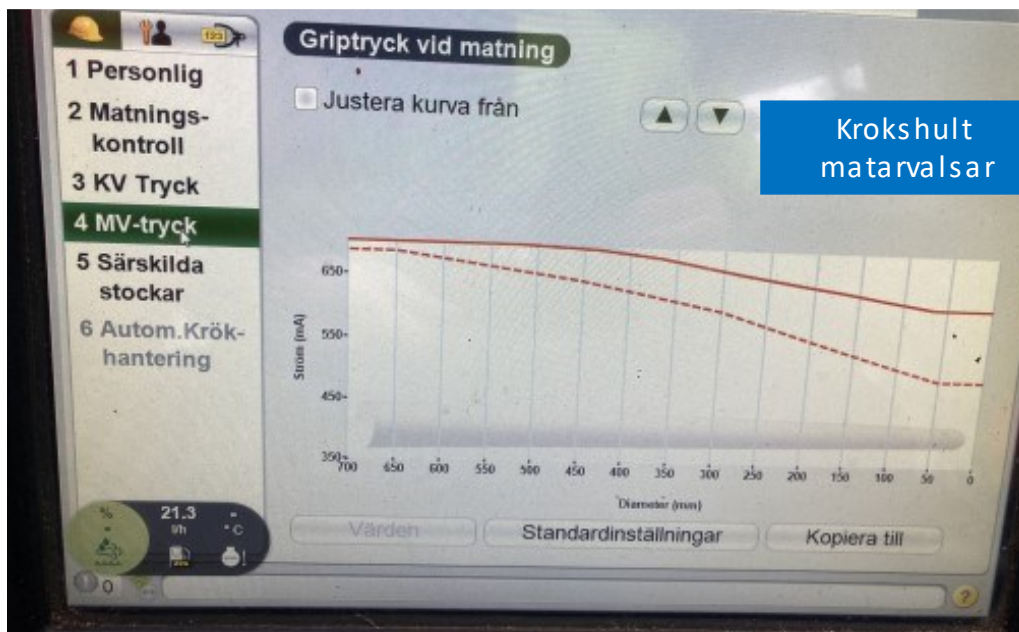 123
Griptryck vid matning
1 Personlig
2 Matnings-
kontroll
3 KV Tryck
4 MV-tryck
5 Särskilda
stockar
6 Autom.Krök-
hantering
Justera kurva från
Krokshult
matarvalsar
650
550
450
350
Ström (mA)
700 650 600 550 500 450 400 350 300 250 200 150 100 50 0
Diameter (mm)
Värden
Standardinställningar
Kopiera till
%
21.3
l/h
°C
0
?